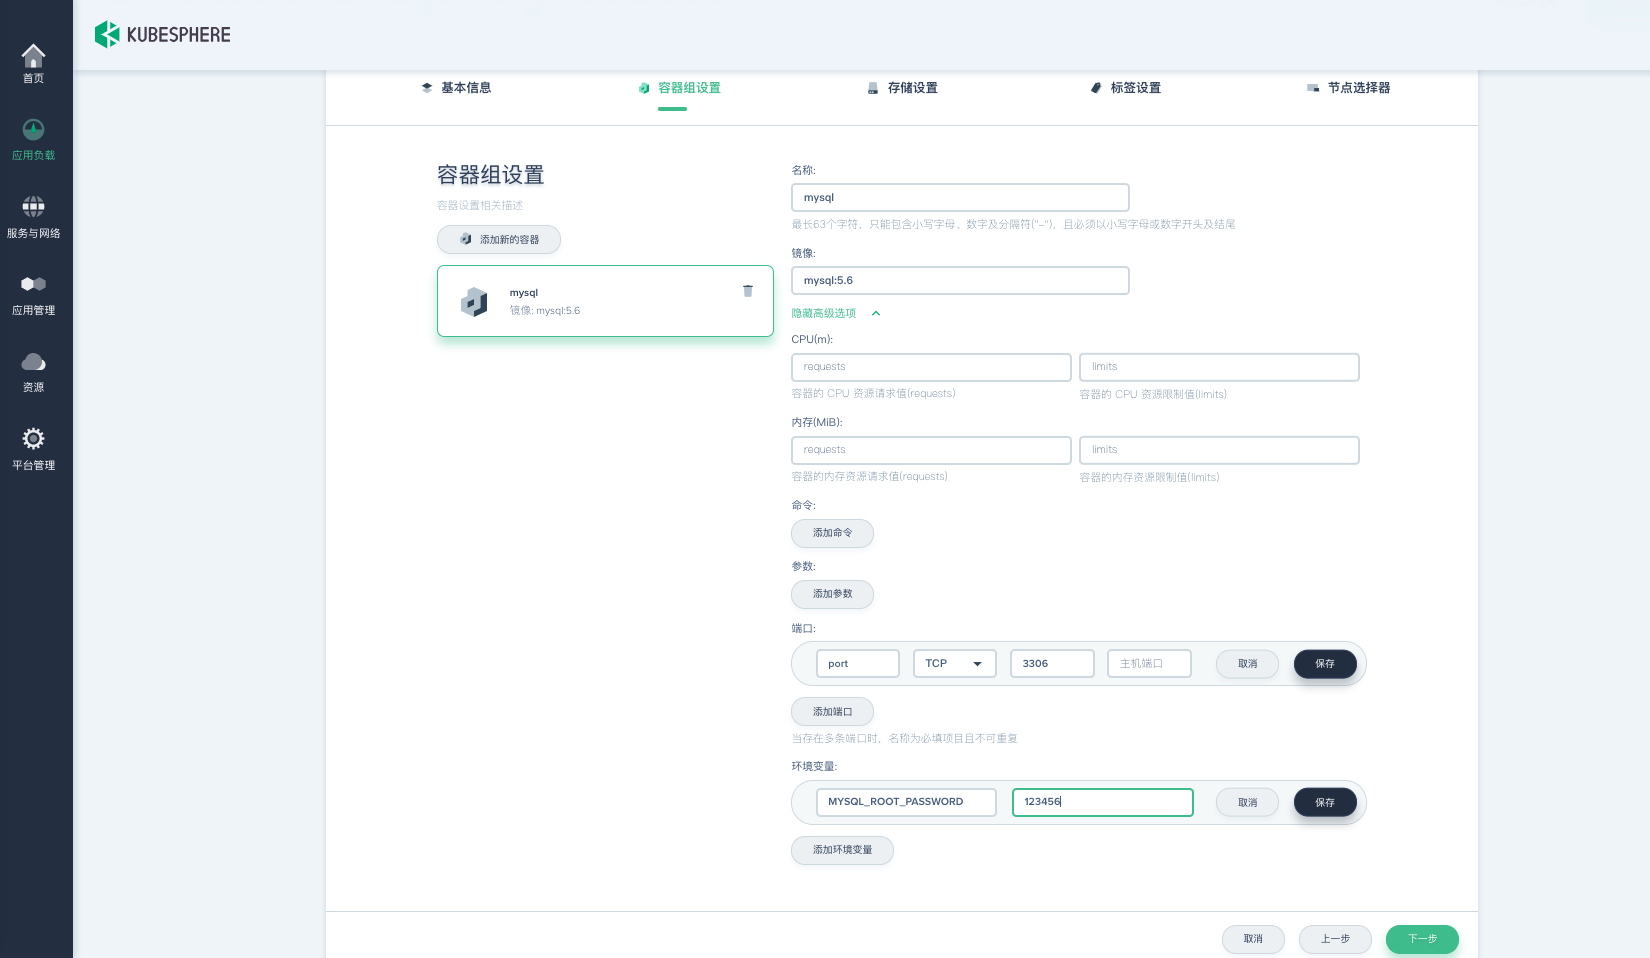 KUBESPHERE
首页
应用负载
服务与网络
应用管理
资源
平台管理
基本信息
容器组设置
存储设置
标签设置
节点选择器
容器组设置
容器设置相关描述
添加新的容器
mysql
镜像: mysql:5.6
名称:
mysql
最长63个字符，只能包含小写字母、数字及分隔符("-")，且必须以小写字母或数字开头及结尾
镜像:
mysql:5.6
隐藏高级选项
CPU(m):
requests
limits
容器的 CPU 资源请求值(requests)
容器的 CPU 资源限制值(limits)
内存(MiB):
requests
limits
容器的内存资源请求值(requests)
容器的内存资源限制值(limits)
命令:
添加命令
参数:
添加参数
端口:
port
TCP
3306
主机端口
取消
保存
添加端口
当存在多条端口时，名称为必填项目且不可重复
环境变量:
MYSQL_ROOT_PASSWORD
123456
取消
保存
添加环境变量
取消
上一步
下一步